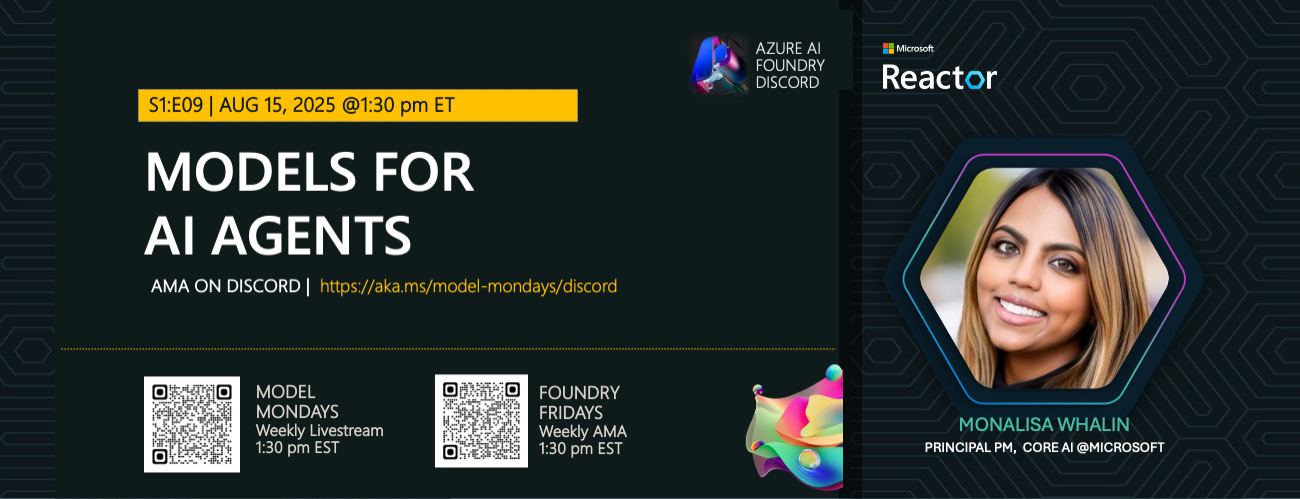 S1:E09 | AUG 15, 2025 @1:30 pm ET
MODELS FOR
AI AGENTS
AMA ON DISCORD | https://aka.ms/model-mondays/discord
MODEL
MONDAYS
Weekly Livestream
1:30 pm EST
FOUNDRY
FRIDAYS
Weekly AMA
1:30 pm EST
AZURE AI
FOUNDRY
DISCORD
Microsoft
Reactor
MONALISA WHALIN
PRINCIPAL PM, CORE AI @MICROSOFT